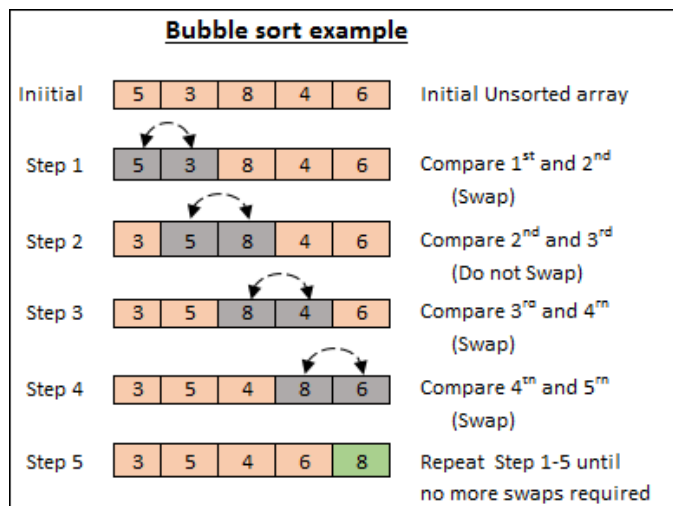 Bubble sort example
Iniitial 5 3 8 4 6 Initial Unsorted array
Step 1 5 3 8 4 6 Compare 1st and 2nd
(Swap)
Step 2 3 5 8 4 6 Compare 2nd and 3rd
(Do not Swap)
Step 3 3 5 8 4 6 Compare 3rd and 4rn
(Swap)
Step 4 3 5 4 8 6 Compare 4th and 5rn
(Swap)
Step 5 3 5 4 6 8 Repeat Step 1-5 until
no more swaps required